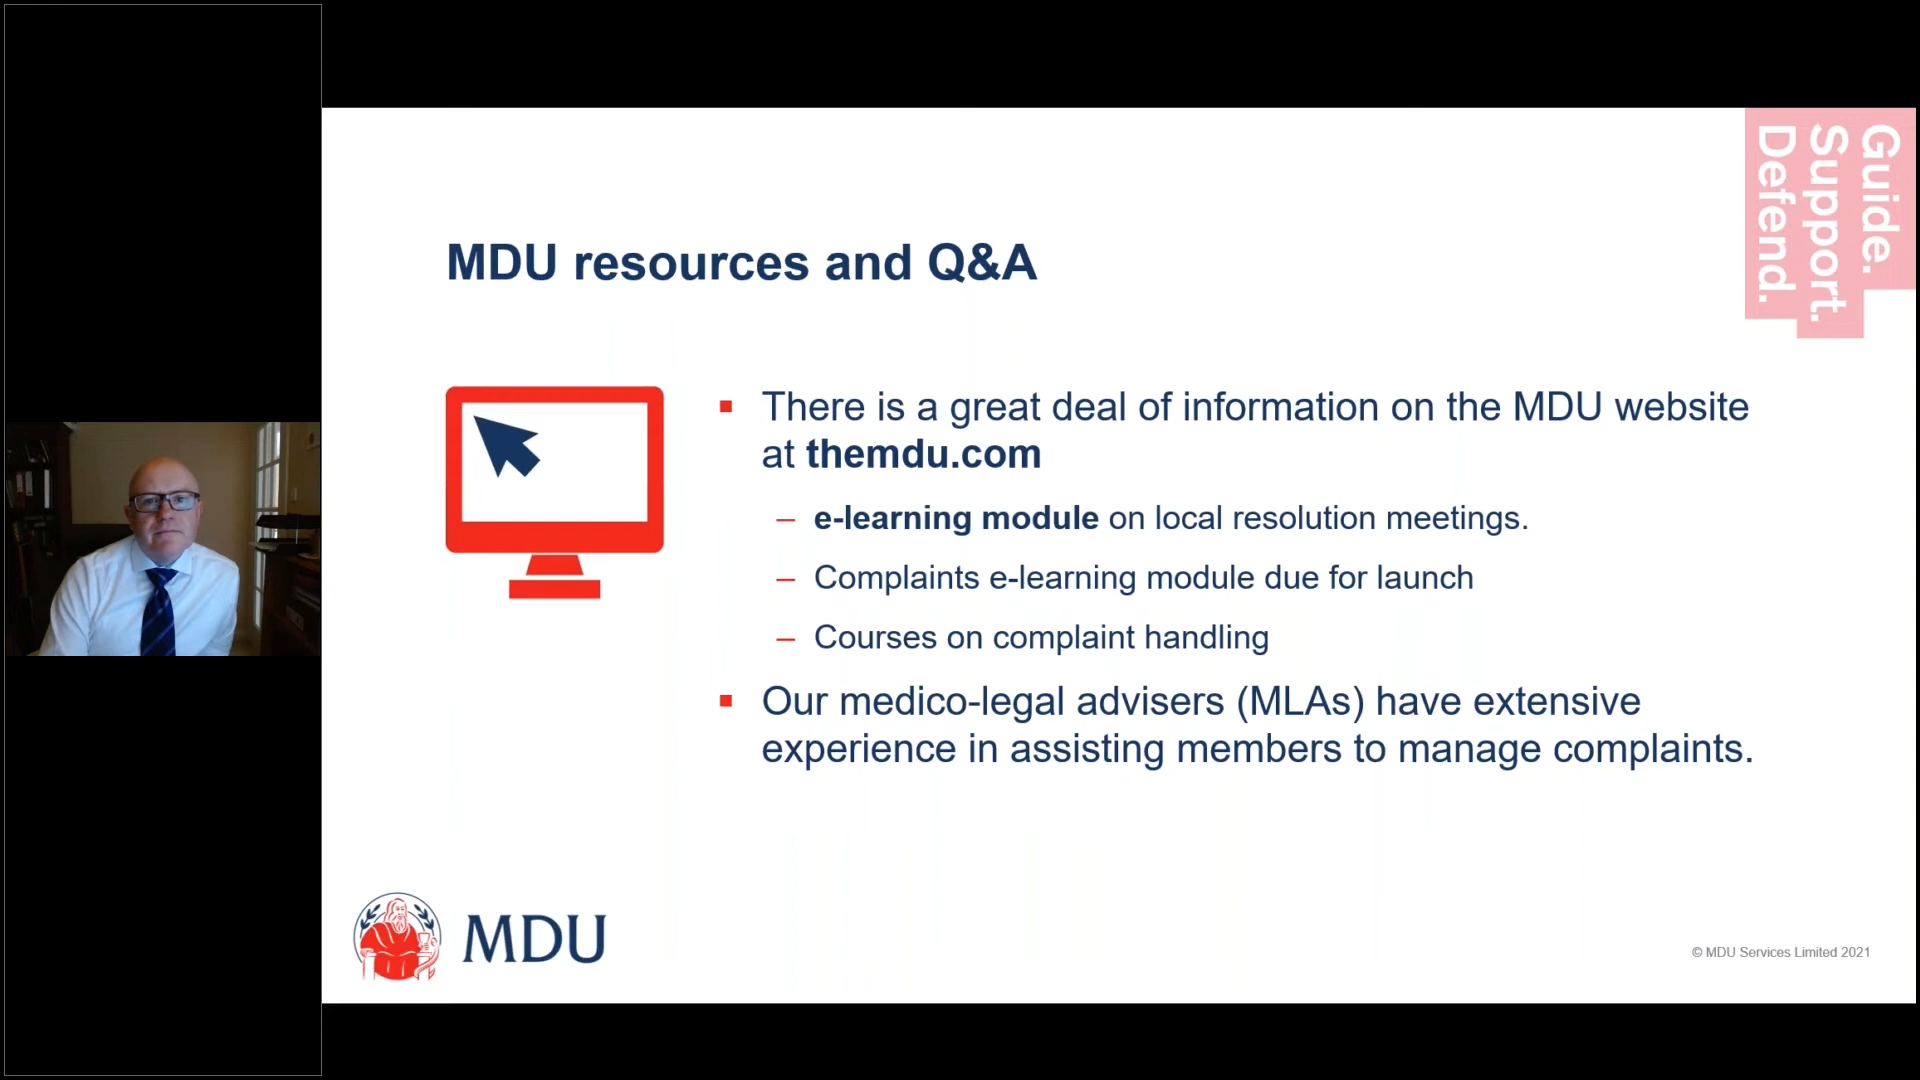 Guide.
Support.
Defend.
MDU resources and Q&A
There is a great deal of information on the MDU website
at themdu.com
– e-learning module on local resolution meetings.
– Complaints e-learning module due for launch
– Courses on complaint handling
Our medico-legal advisers (MLAs) have extensive
experience in assisting members to manage complaints.
MDU
© MDU Services Limited 2021